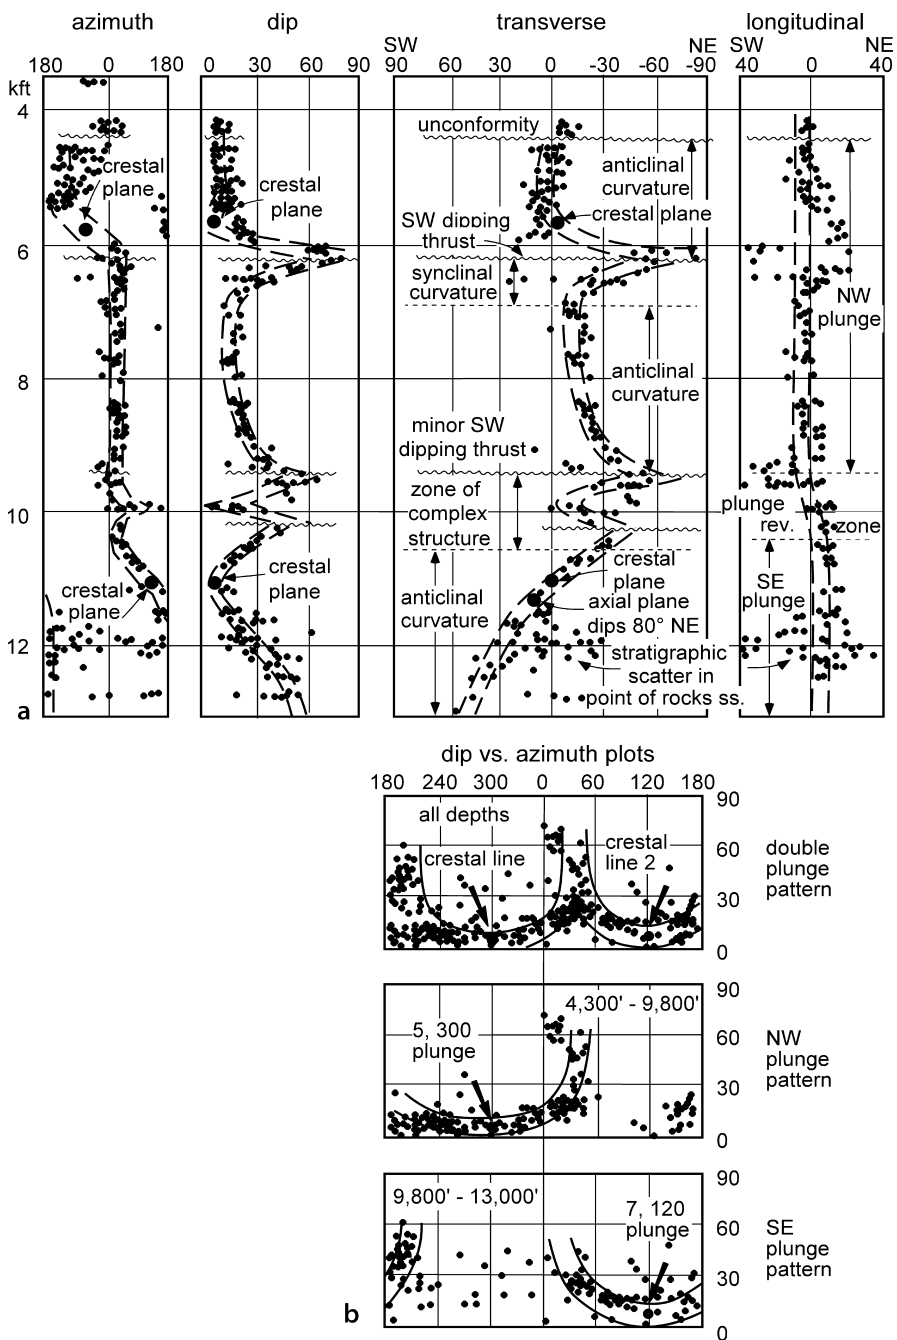 azimuth dip transverse longitudinal
SW NE SW NE
180 0 180 0 30 60 90 90 60 30 0 -30 -60 -90 40 0 40
kft
4
unconformity
crestal
plane
crestal
plane
anticlinal
curvature
crestal plane
SW dipping
thrust
6
synclinal
curvature
NW
plunge
8
anticlinal
curvature
minor SW
dipping thrust
zone of
complex
structure
plunge
rev. zone
10
crestal
plane
crestal
plane
crestal
plane
axial plane
dips 80° NE
anticlinal
curvature
SE
plunge
12
stratigraphic
scatter in
point of rocks ss.
a
dip vs. azimuth plots
180 240 300 0 60 120 180
90
all depths
crestal line
crestal
line 2
60
30
0
double
plunge
pattern
90
4,300' - 9,800'
5, 300
plunge
60
30
0
NW
plunge
pattern
90
9,800' - 13,000'
7, 120
plunge
60
30
0
SE
plunge
pattern
b